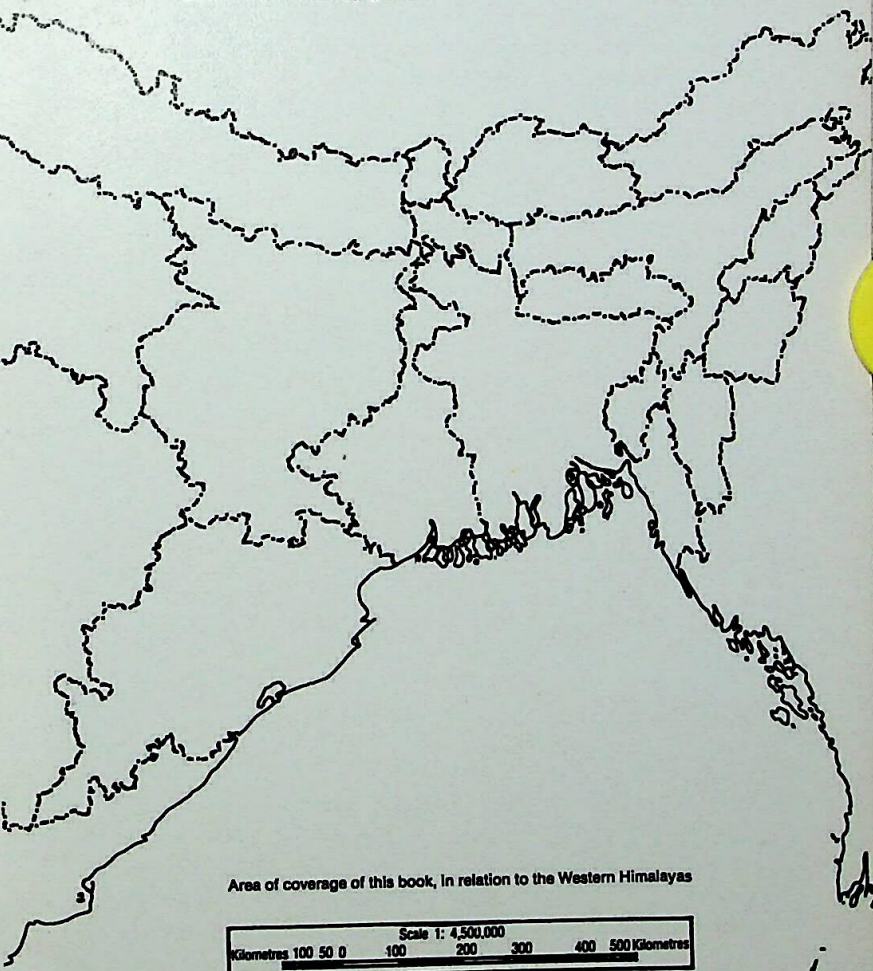 Area of coverage of this book, in relation to the Western Himalayas
Scale 1: 4,500,000
Kilometres 100 50 0 100 200 300 400 500 Kilometres